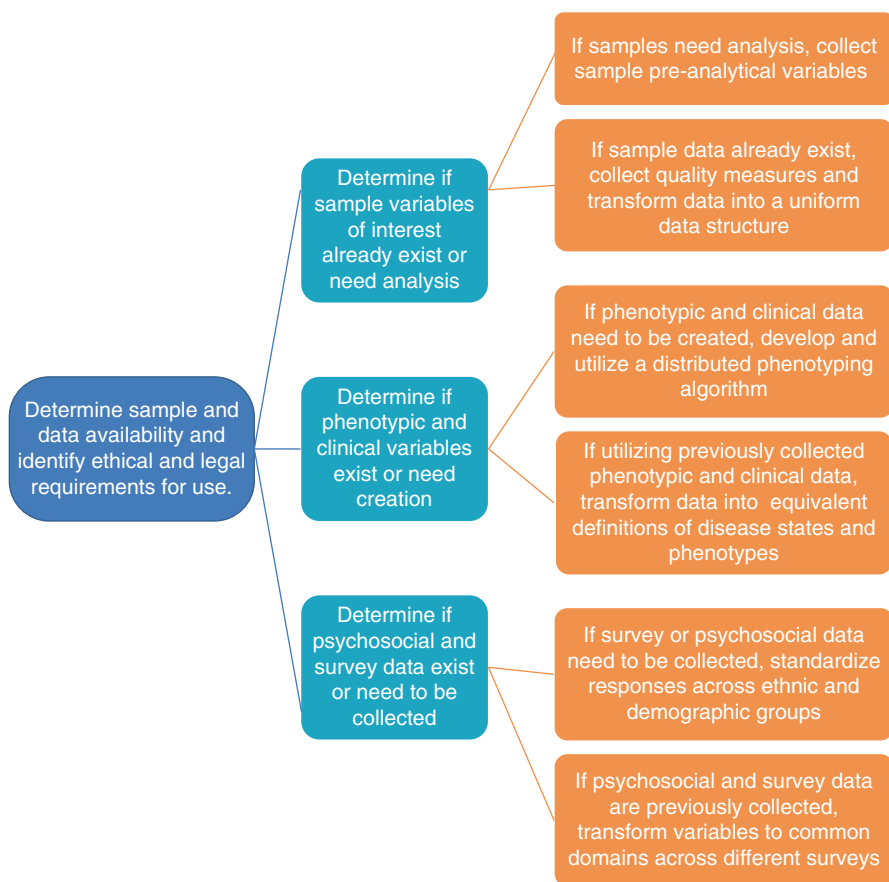 Determine sample and
data availability and
identify ethical and legal
requirements for use.
Determine if
sample variables
of interest
already exist or
need analysis
If samples need analysis, collect
sample pre-analytical variables
If sample data already exist,
collect quality measures and
transform data into a uniform
data structure
Determine if
phenotypic and
clinical variables
exist or need
creation
If phenotypic and clinical data
need to be created, develop and
utilize a distributed phenotyping
algorithm
If utilizing previously collected
phenotypic and clinical data,
transform data into equivalent
definitions of disease states and
phenotypes
Determine if
psychosocial and
survey data exist
or need to be
collected
If survey or psychosocial data
need to be collected, standardize
responses across ethnic and
demographic groups
If psychosocial and survey data
are previously collected,
transform variables to common
domains across different surveys